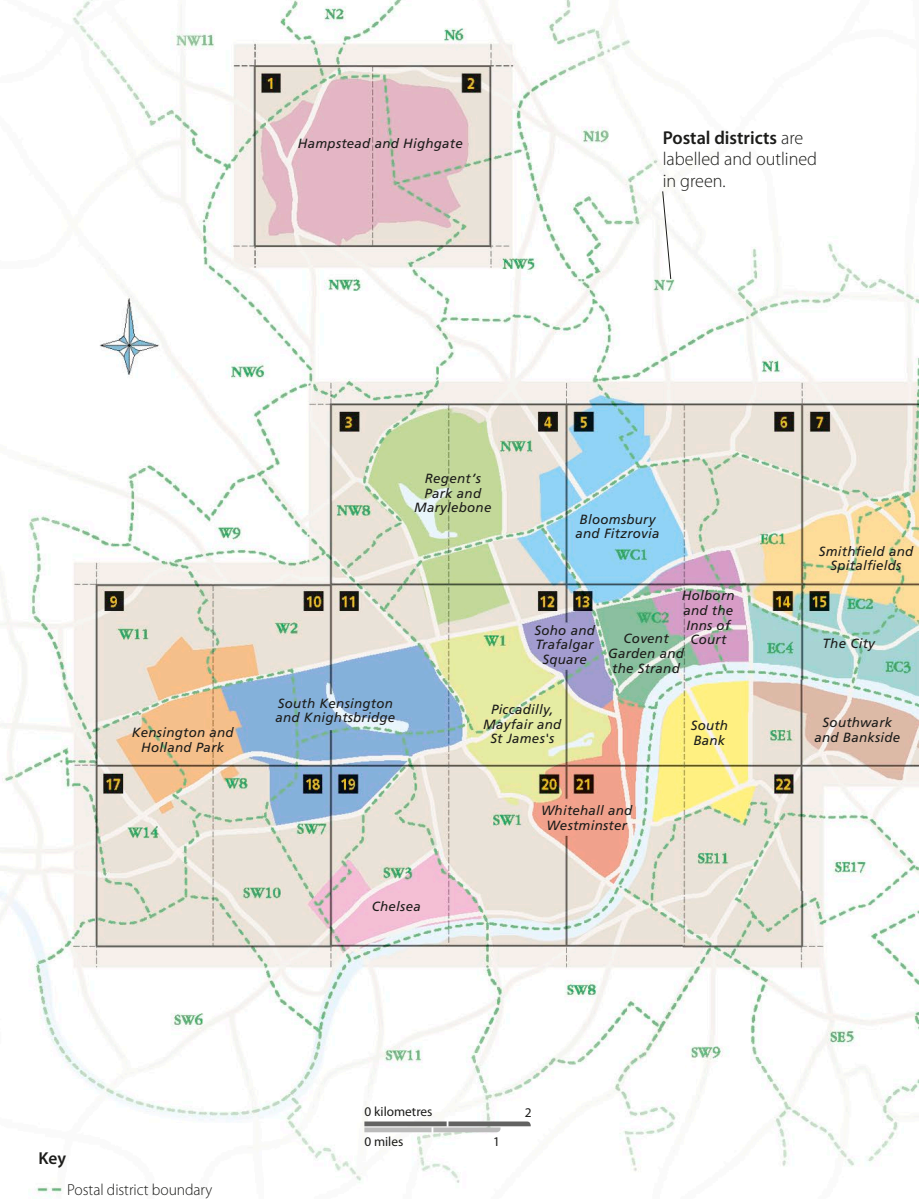 N2
NW11
N6
1
2
Hampstead and Highgate
N19
Postal districts are
labelled and outlined
in green.
NW5
NW3
N7
NW6
N1
3
4
5
6
7
NW1
Regent's
Park and
Marylebone
NW8
Bloomsbury
and Fitzrovia
W9
WC1
EC1
Smithfield and
Spitalfields
9
10
11
12
13
14
15
W11
W2
W1
Soho and
Trafalgar
Square
WC2
Covent
Garden and
the Strand
Holborn
and the
Inns of
Court
EC2
EC4
The City
EC3
South Kensington
and Knightsbridge
Piccadilly,
Mayfair and
St James's
Kensington and
Holland Park
South
Bank
SE1
Southwark
and Bankside
17
W8
18
19
20
21
22
W14
SW7
SW1
Whitehall and
Westminster
SE11
SE17
SW10
SW3
Chelsea
SW8
SW6
SW11
SW9
SE5
0 kilometres
2
0 miles
1
Key
Postal district boundary